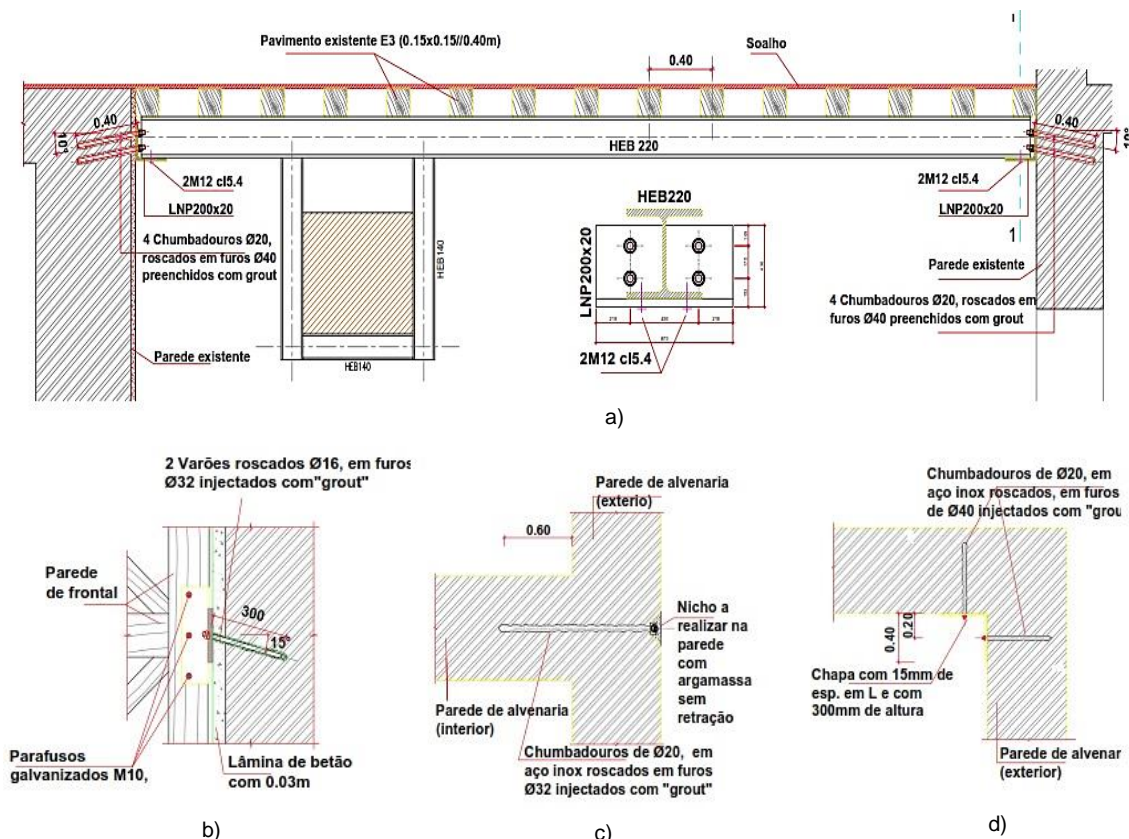 Pavimento existente E3 (0.15x0.15//0.40m)
Soalho
0.40
0.40
0.40
10°
10°
HEB 220
2M12 cl5.4
2M12 cl5.4
LNP200x20
LNP200x20
HEB220
LNP200x20
4 Chumbadouros Ø20,
roscados em furos Ø40
preenchidos com grout
HEB140
HEB140
1
Parede existente
4 Chumbadouros Ø20, roscados em
furos Ø40 preenchidos com grout
Parede existente
2M12 cl5.4
a)
2 Varões roscados Ø16, em furos
Ø32 injectados com"grout"
Parede
de frontal
300
15°
Parafusos
galvanizados M10,
Lâmina de betão
com 0.03m
b)
Parede de alvenaria
(exterio)
0.60
Nicho a
realizar na
parede
com
argamassa
sem
retração
Parede de alvenaria
(interior)
Chumbadouros de Ø20, em
aço inox roscados em furos
Ø32 injectados com "grout"
c)
Chumbadouros de Ø20, em
aço inox roscados, em furos
de Ø40 injectados com "grou
0.20
0.40
Chapa com 15mm de
esp. em L e com
300mm de altura
Parede de alvenar
(exterior)
d)